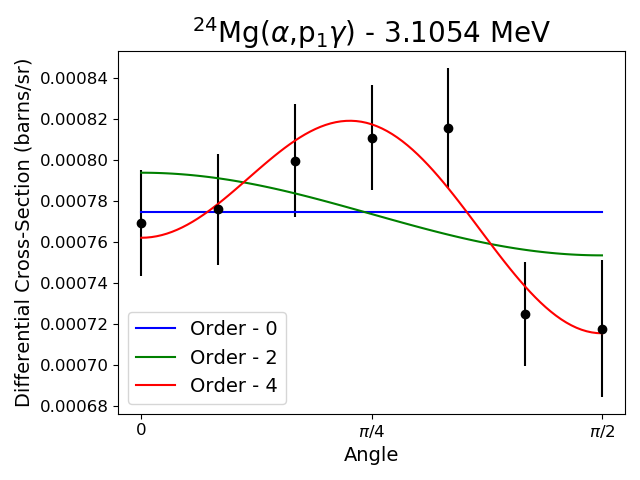 ²⁴Mg(α,p₁γ) - 3.1054 MeV
Differential Cross-Section (barns/sr)
0.00084
0.00082
0.00080
0.00078
0.00076
0.00074
0.00072
0.00070
0.00068
Order - 0
Order - 2
Order - 4
0 π/4 π/2
Angle